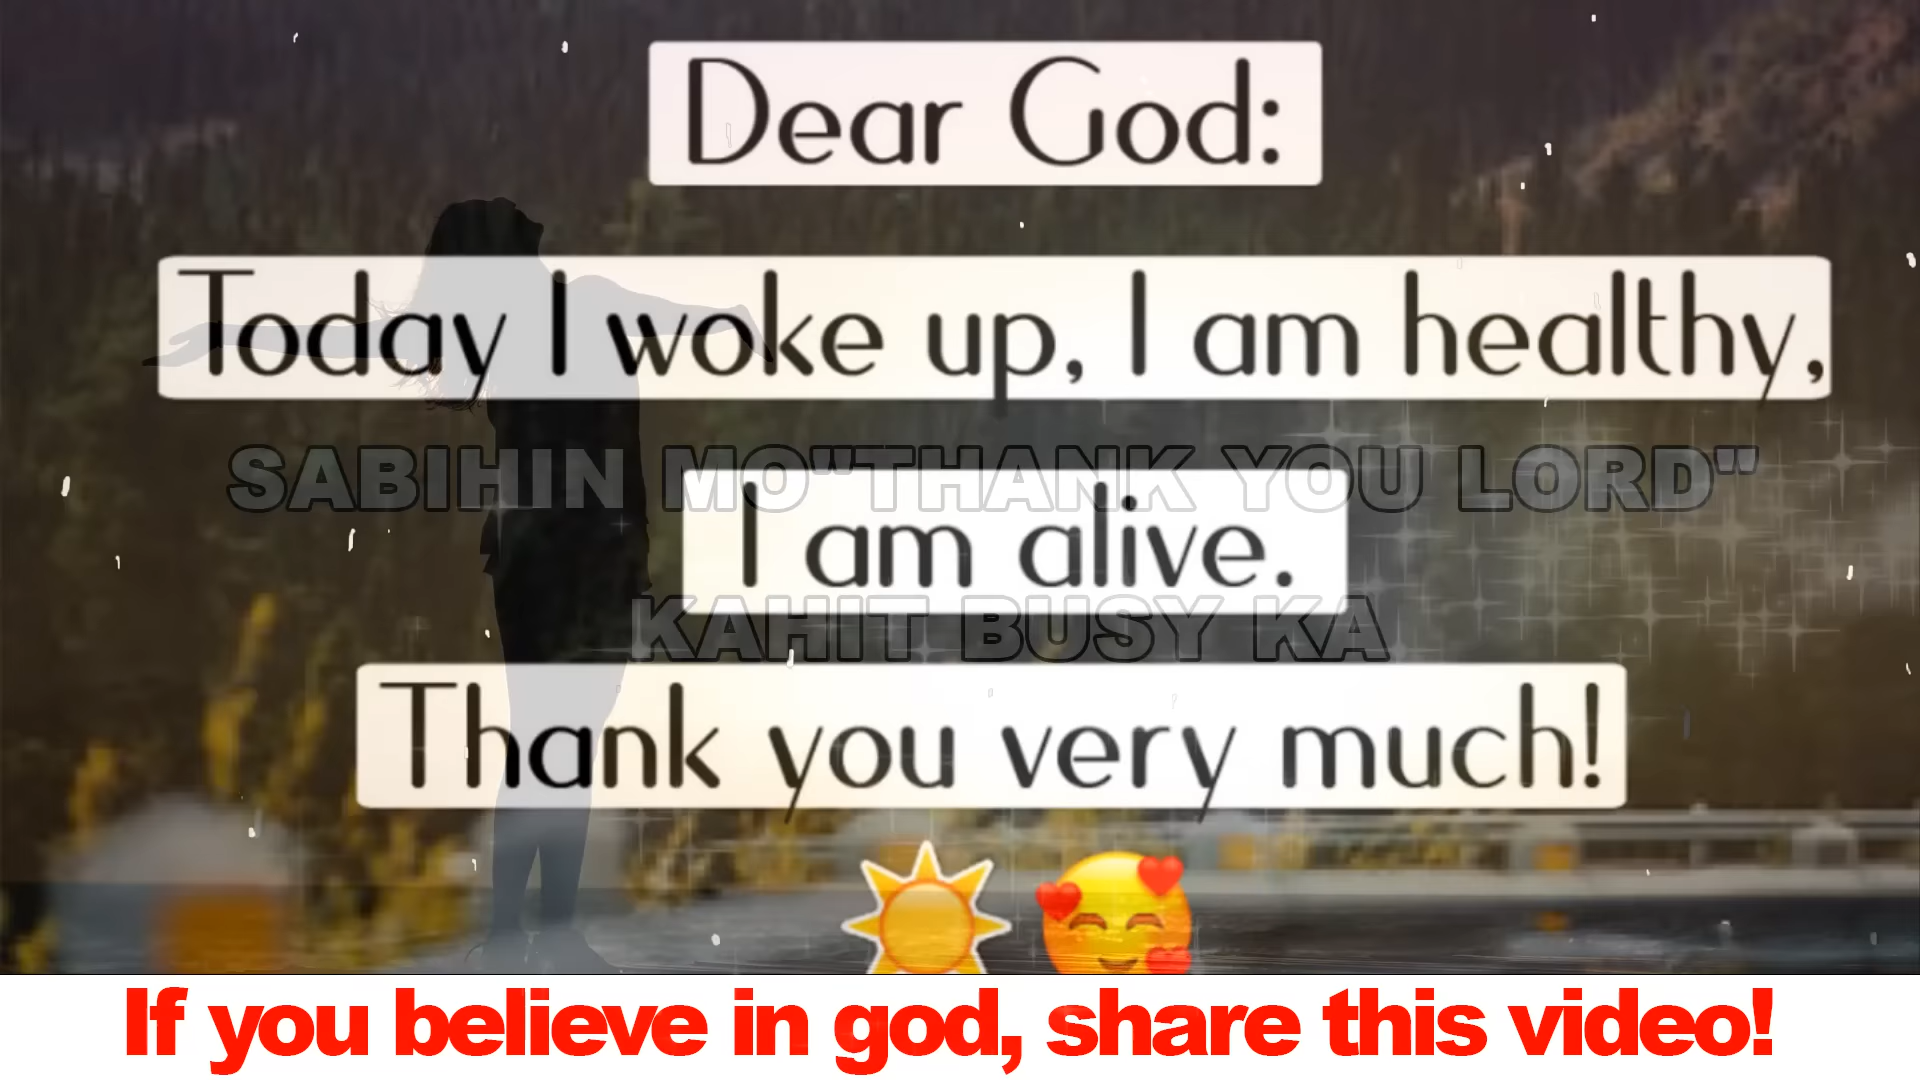 Dear God:
Today I woke up, I am healthy,
SABIHIN MO"THANK YOU LORD"
I am alive.
KAHIT BUSY KA
Thank you very much!
If you believe in god, share this video!